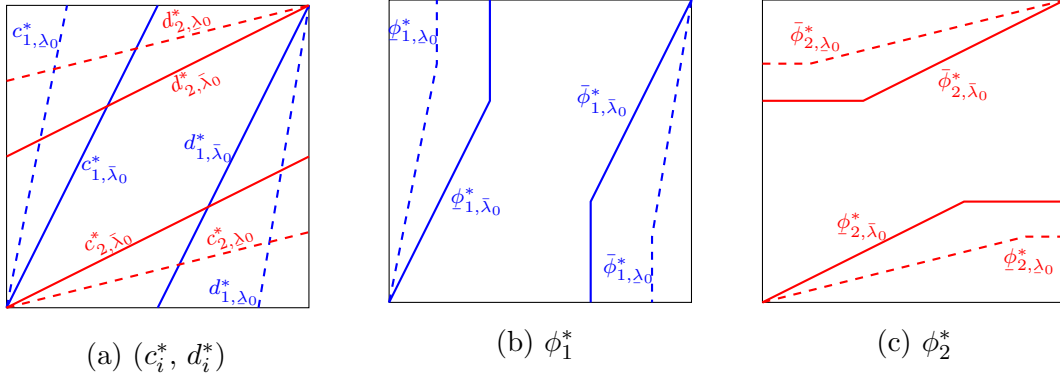 c*_{1,λ̲0}
d*_{2,λ̲0}
d*_{2,λ̄0}
c*_{1,λ̄0}
d*_{1,λ̄0}
c*_{2,λ̄0}
c*_{2,λ̲0}
d*_{1,λ̲0}
(a) (c*_i, d*_i)
ϕ̲*_{1,λ̲0}
ϕ̄*_{1,λ̄0}
ϕ̲*_{1,λ̄0}
ϕ̄*_{1,λ̲0}
(b) ϕ*_1
ϕ̄*_{2,λ̲0}
ϕ̄*_{2,λ̄0}
ϕ̲*_{2,λ̄0}
ϕ̲*_{2,λ̲0}
(c) ϕ*_2